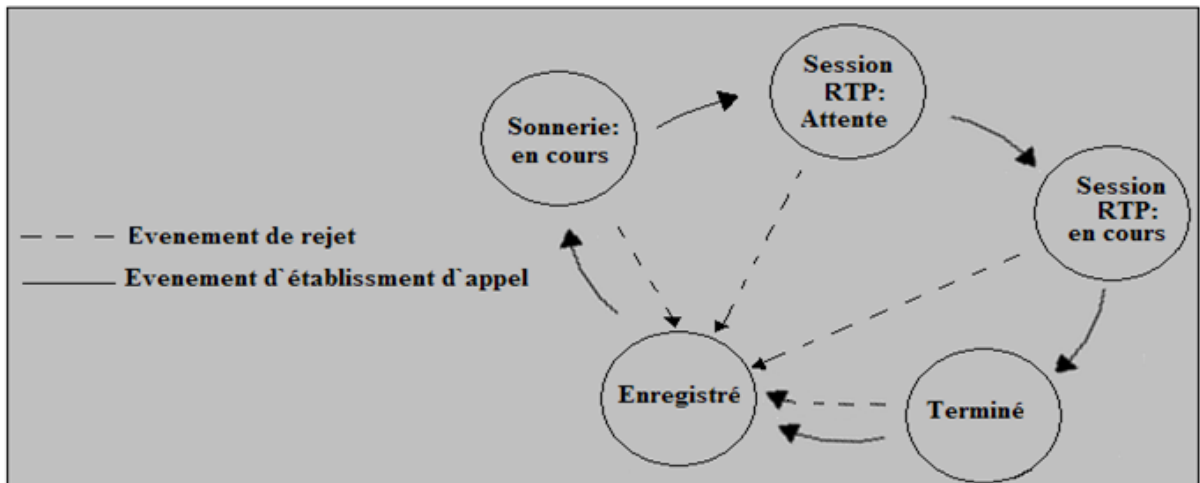 Session
RTP:
Attente
Sonnerie:
en cours
Session
RTP:
en cours
Evenement de rejet
Evenement d`établissment d`appel
Enregistré
Terminé